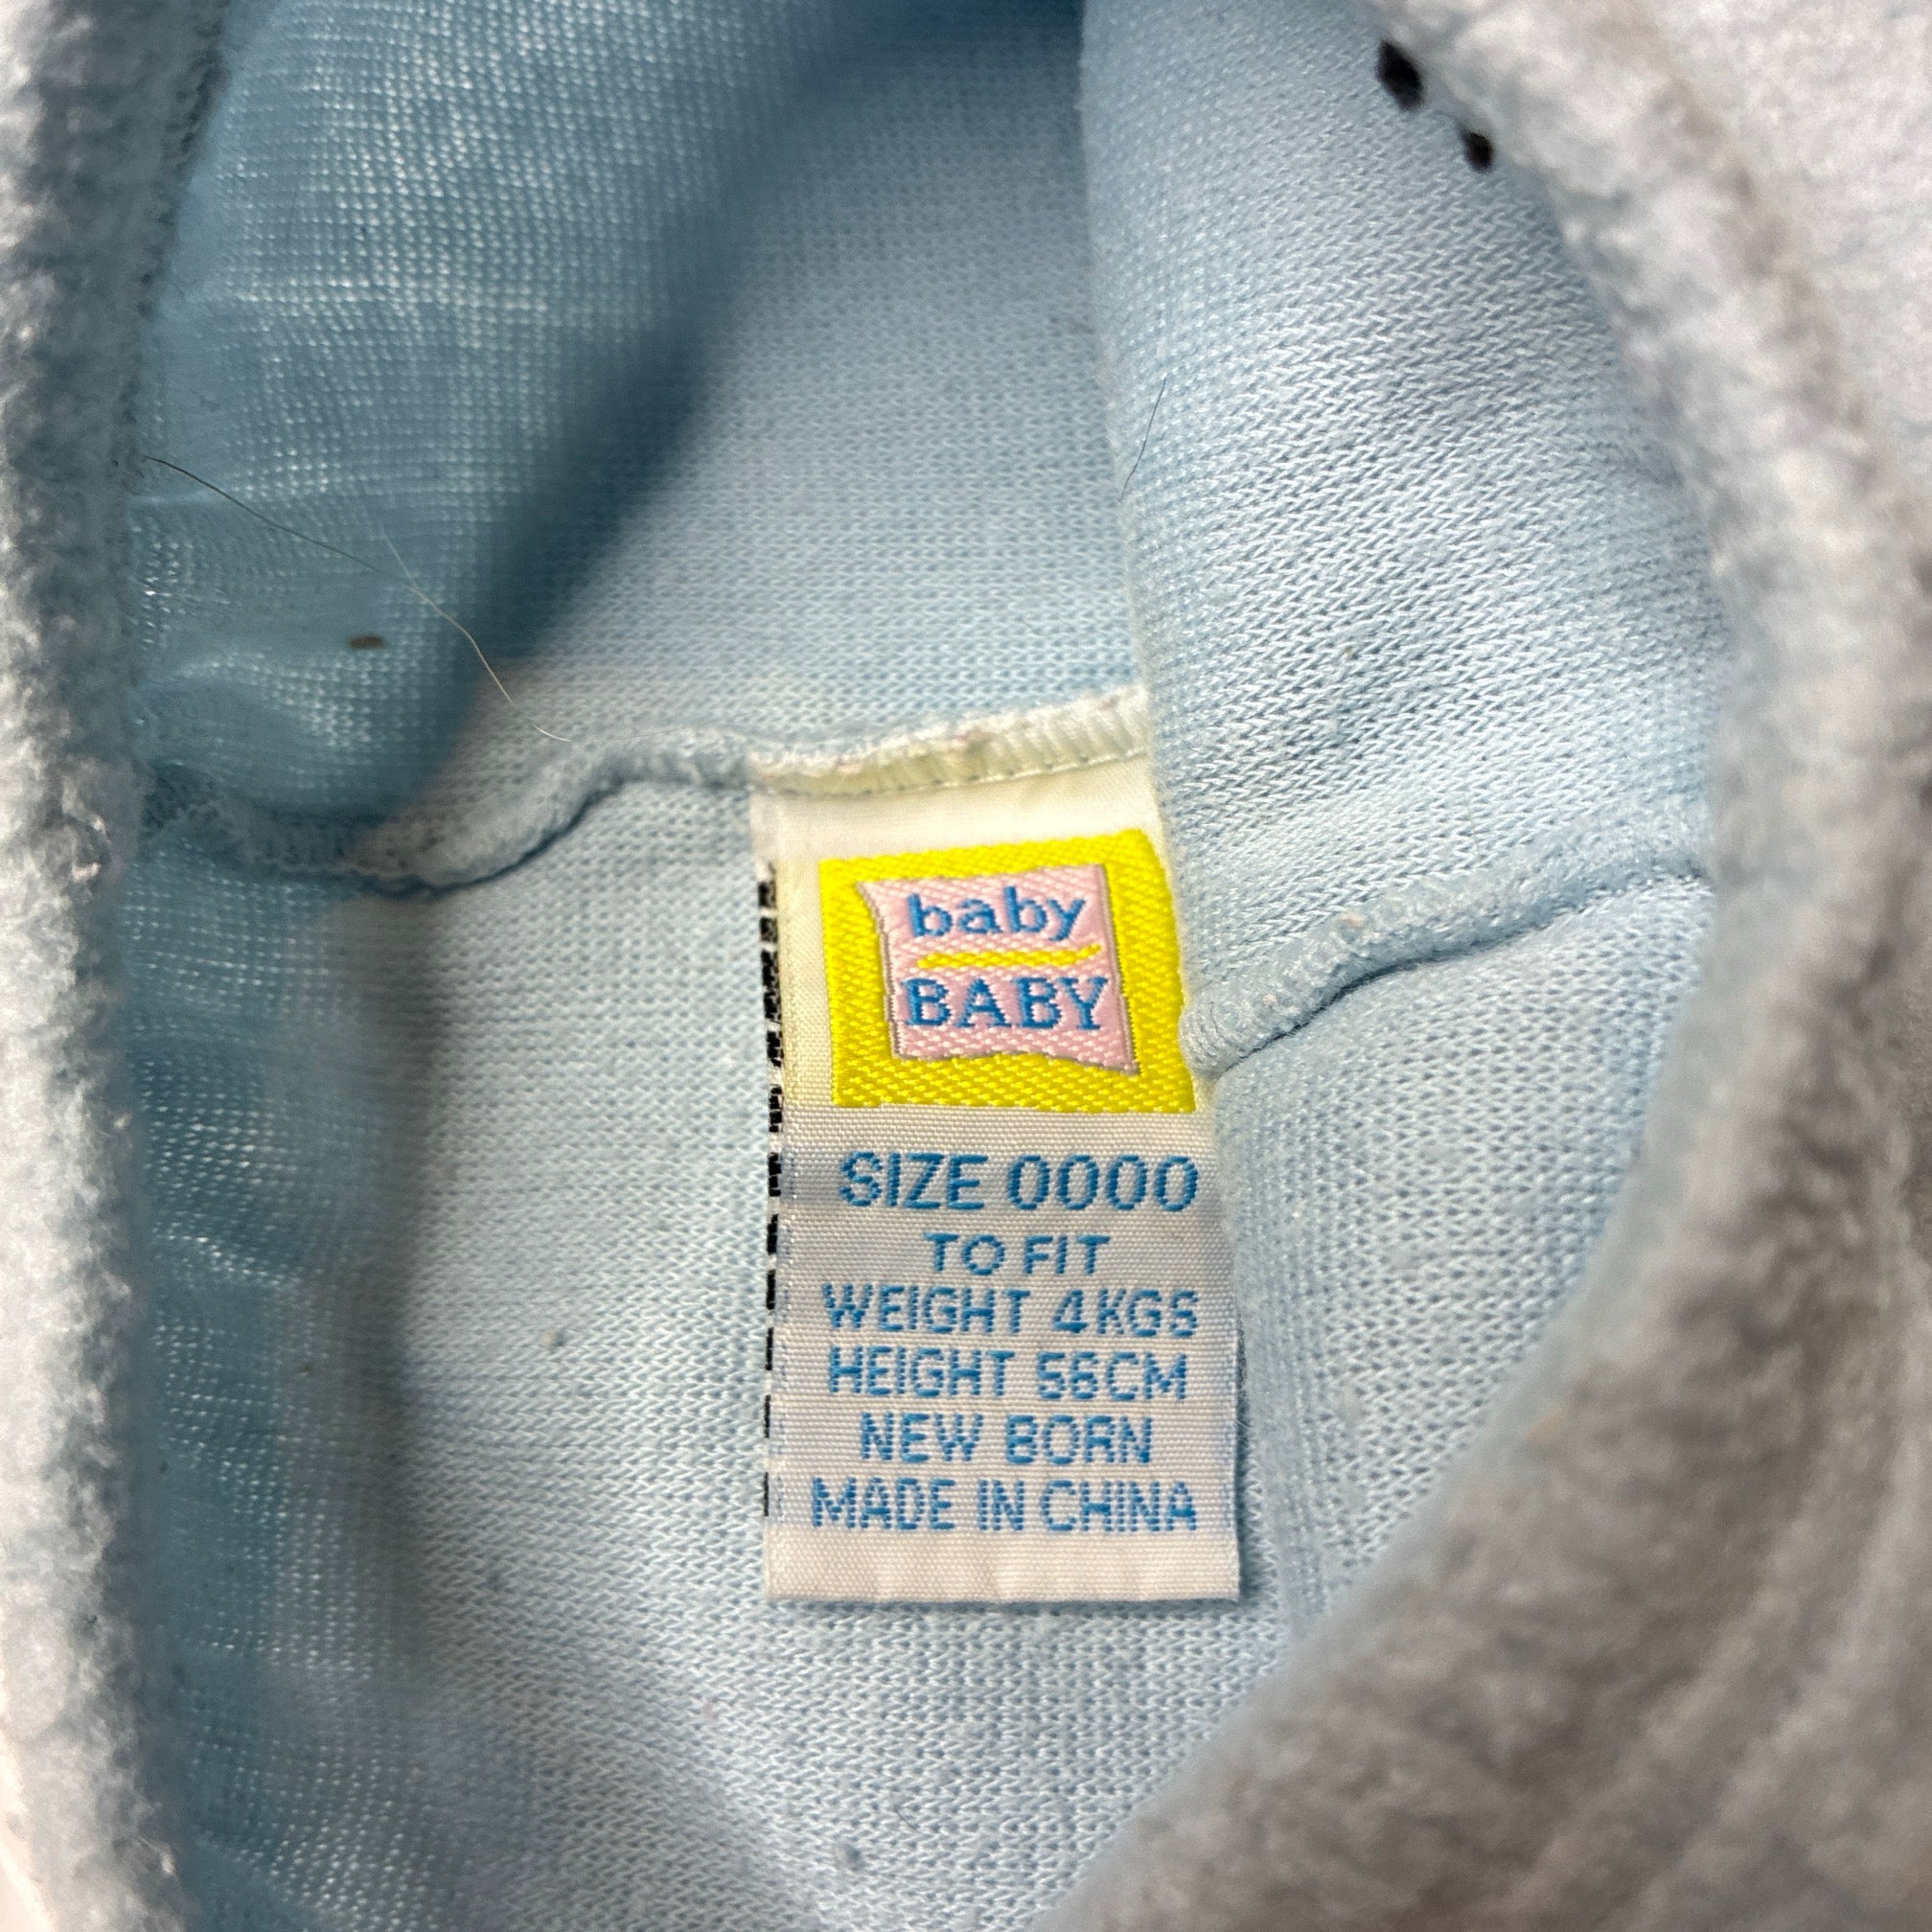 baby
BABY
SIZE 0000
TO FIT
WEIGHT 4KGS
HEIGHT 56CM
NEW BORN
MADE IN CHINA